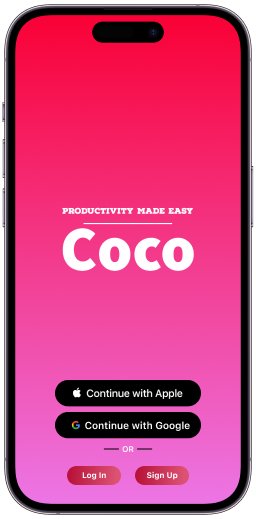 PRODUCTIVITY MADE EASY
Coco
Continue with Apple
Continue with Google
OR
Log In
Sign Up